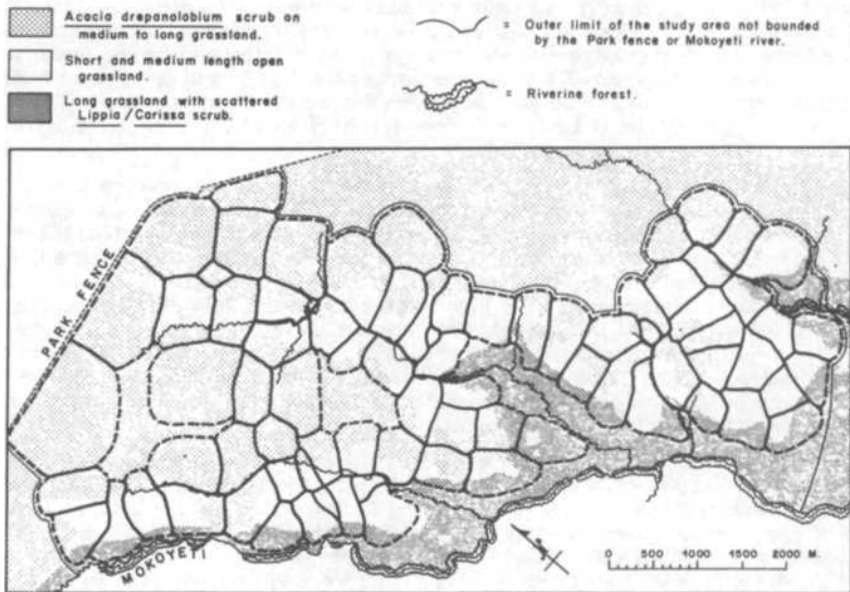 Acacia drepanolobium scrub on
medium to long grassland.
Short and medium length open
grassland.
Long grassland with scattered
Lippia/Carissa scrub.
= Outer limit of the study area not bounded
by the Park fence or Mokoyeti river.
= Riverine forest.
PARK FENCE
MOKOYETI
0 500 1000 1500 2000 M.